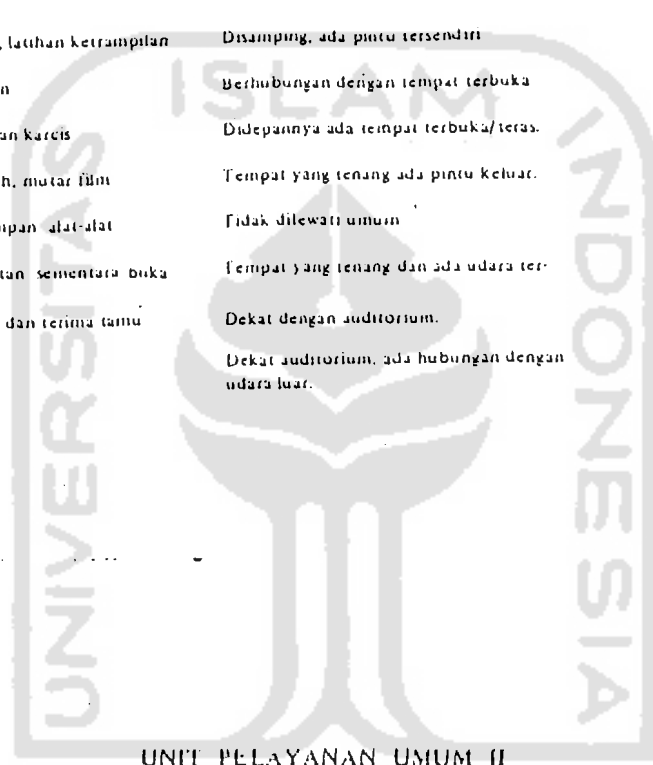 , latihan ketrampilan Disamping, ada pintu tersendiri
n Berhubungan dengan tempat terbuka
an karcis Didepannya ada tempat terbuka/teras.
h, mutar film Tempat yang tenang ada pintu keluar.
mpan alat-alat Tidak dilewati umum
tan sementara buka Tempat yang tenang dan ada udara ter-
dan terima tamu Dekat dengan auditorium.
Dekat auditorium, ada hubungan dengan
udara luar.
UNIT PELAYANAN UMUM II
UNIVERSITAS
ISLAM
INDONESIA